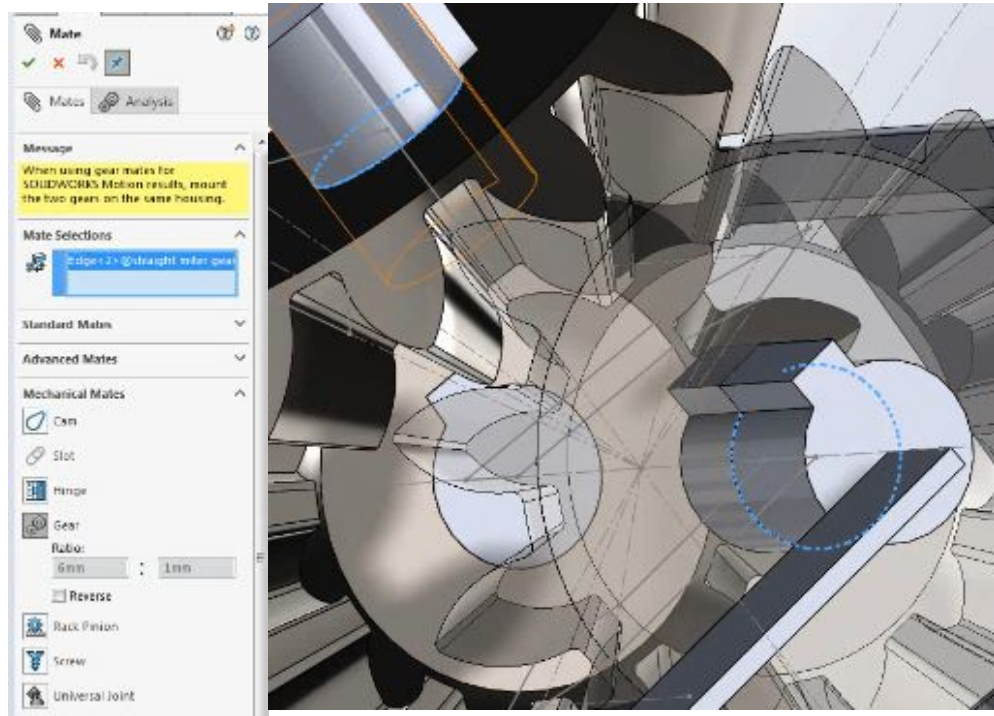 Mate
Mates
Analysis
Message
When using gear mates for
SOLIDWORKS Motion results, mount
the two gears on the same housing.
Mate Selections
Edge<2>@straight miter gear
Standard Mates
Advanced Mates
Mechanical Mates
Cam
Slot
Hinge
Gear
Ratio:
6mm : 1mm
Reverse
Rack Pinion
Screw
Universal Joint